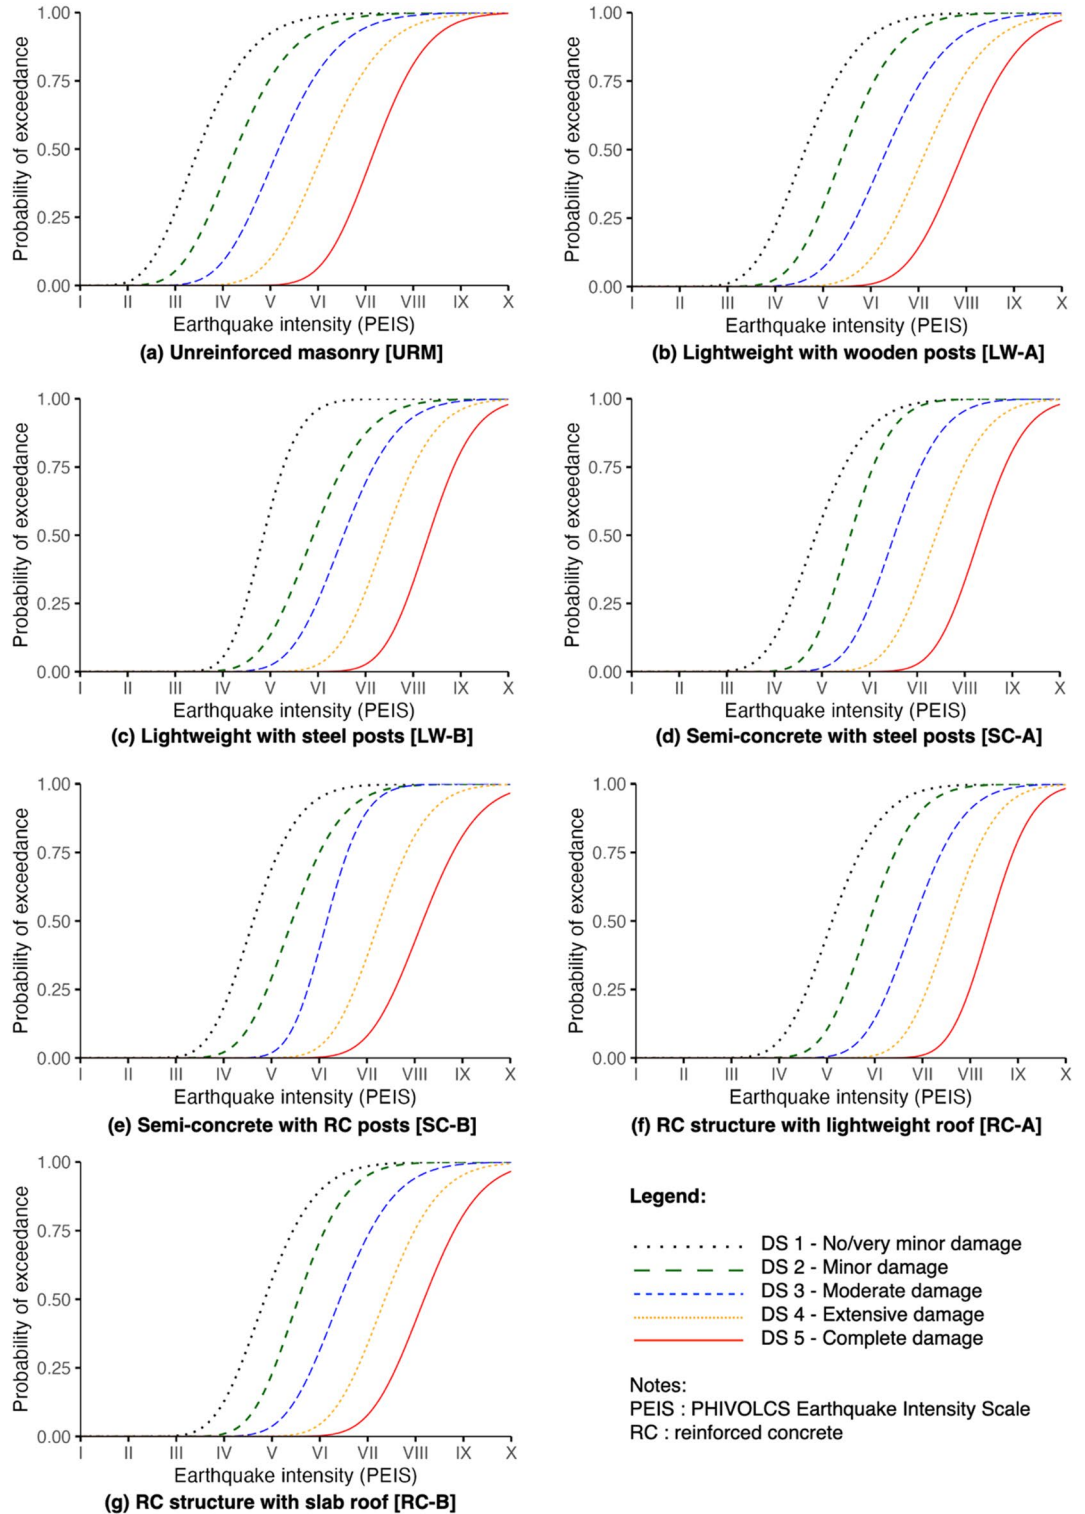 1.00
0.75
0.50
0.25
0.00
Probability of exceedance
I II III IV V VI VII VIII IX X
Earthquake intensity (PEIS)
(a) Unreinforced masonry [URM]
1.00
0.75
0.50
0.25
0.00
Probability of exceedance
I II III IV V VI VII VIII IX X
Earthquake intensity (PEIS)
(b) Lightweight with wooden posts [LW-A]
1.00
0.75
0.50
0.25
0.00
Probability of exceedance
I II III IV V VI VII VIII IX X
Earthquake intensity (PEIS)
(c) Lightweight with steel posts [LW-B]
1.00
0.75
0.50
0.25
0.00
Probability of exceedance
I II III IV V VI VII VIII IX X
Earthquake intensity (PEIS)
(d) Semi-concrete with steel posts [SC-A]
1.00
0.75
0.50
0.25
0.00
Probability of exceedance
I II III IV V VI VII VIII IX X
Earthquake intensity (PEIS)
(e) Semi-concrete with RC posts [SC-B]
1.00
0.75
0.50
0.25
0.00
Probability of exceedance
I II III IV V VI VII VIII IX X
Earthquake intensity (PEIS)
(f) RC structure with lightweight roof [RC-A]
1.00
0.75
0.50
0.25
0.00
Probability of exceedance
I II III IV V VI VII VIII IX X
Earthquake intensity (PEIS)
(g) RC structure with slab roof [RC-B]
Legend:
DS 1 - No/very minor damage
DS 2 - Minor damage
DS 3 - Moderate damage
DS 4 - Extensive damage
DS 5 - Complete damage
Notes:
PEIS : PHIVOLCS Earthquake Intensity Scale
RC : reinforced concrete